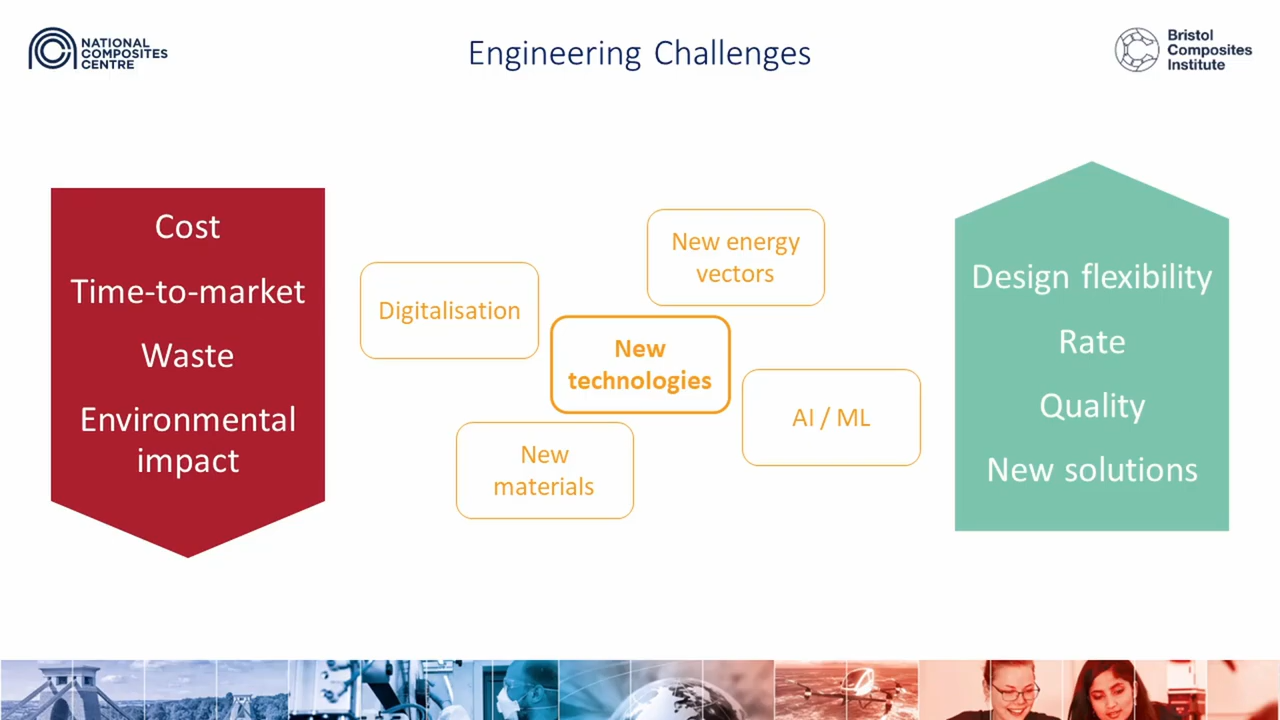 NATIONAL
COMPOSITES
CENTRE
Engineering Challenges
Bristol
Composites
Institute
Cost
Time-to-market
Waste
Environmental
impact
Digitalisation
New energy
vectors
New
technologies
AI / ML
New
materials
Design flexibility
Rate
Quality
New solutions